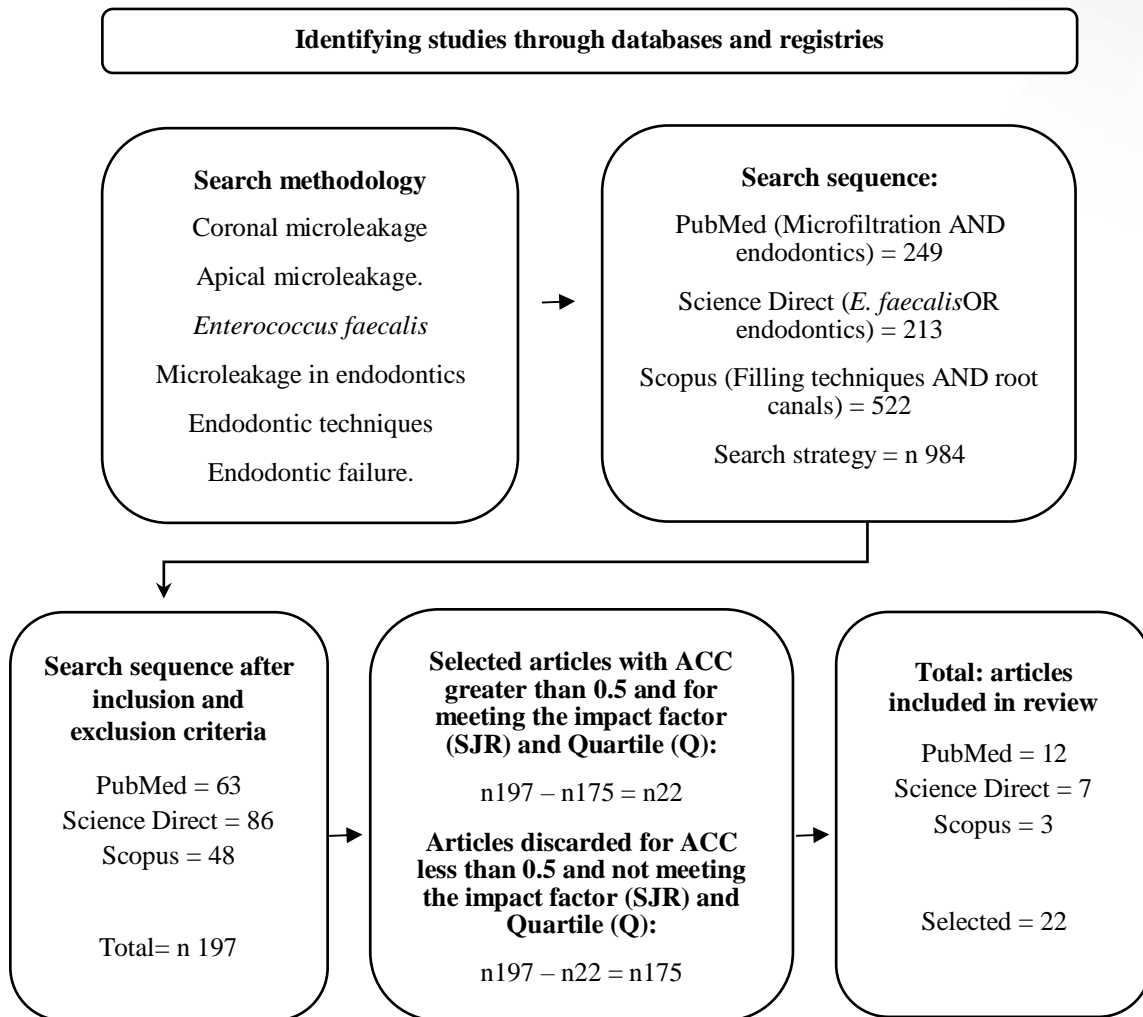 Identifying studies through databases and registries
Search methodology
Coronal microleakage
Apical microleakage.
Enterococcus faecalis
Microleakage in endodontics
Endodontic techniques
Endodontic failure.
Search sequence:
PubMed (Microfiltration AND
endodontics) = 249
Science Direct (E. faecalisOR
endodontics) = 213
Scopus (Filling techniques AND root
canals) = 522
Search strategy = n 984
Search sequence after
inclusion and
exclusion criteria
PubMed = 63
Science Direct = 86
Scopus = 48
Total= n 197
Selected articles with ACC
greater than 0.5 and for
meeting the impact factor
(SJR) and Quartile (Q):
n197 – n175 = n22
Articles discarded for ACC
less than 0.5 and not meeting
the impact factor (SJR) and
Quartile (Q):
n197 – n22 = n175
Total: articles
included in review
PubMed = 12
Science Direct = 7
Scopus = 3
Selected = 22